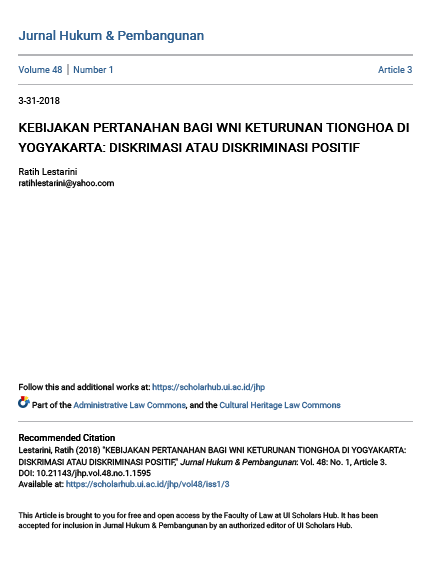 Jurnal Hukum & Pembangunan
Volume 48 | Number 1 Article 3
3-31-2018
KEBIJAKAN PERTANAHAN BAGI WNI KETURUNAN TIONGHOA DI
YOGYAKARTA: DISKRIMASI ATAU DISKRIMINASI POSITIF
Ratih Lestarini
ratihlestarini@yahoo.com
Follow this and additional works at: https://scholarhub.ui.ac.id/jhp
Part of the Administrative Law Commons, and the Cultural Heritage Law Commons
Recommended Citation
Lestarini, Ratih (2018) "KEBIJAKAN PERTANAHAN BAGI WNI KETURUNAN TIONGHOA DI YOGYAKARTA:
DISKRIMASI ATAU DISKRIMINASI POSITIF," Jurnal Hukum & Pembangunan: Vol. 48: No. 1, Article 3.
DOI: 10.21143/jhp.vol.48.no.1.1595
Available at: https://scholarhub.ui.ac.id/jhp/vol48/iss1/3
This Article is brought to you for free and open access by the Faculty of Law at UI Scholars Hub. It has been
accepted for inclusion in Jurnal Hukum & Pembangunan by an authorized editor of UI Scholars Hub.